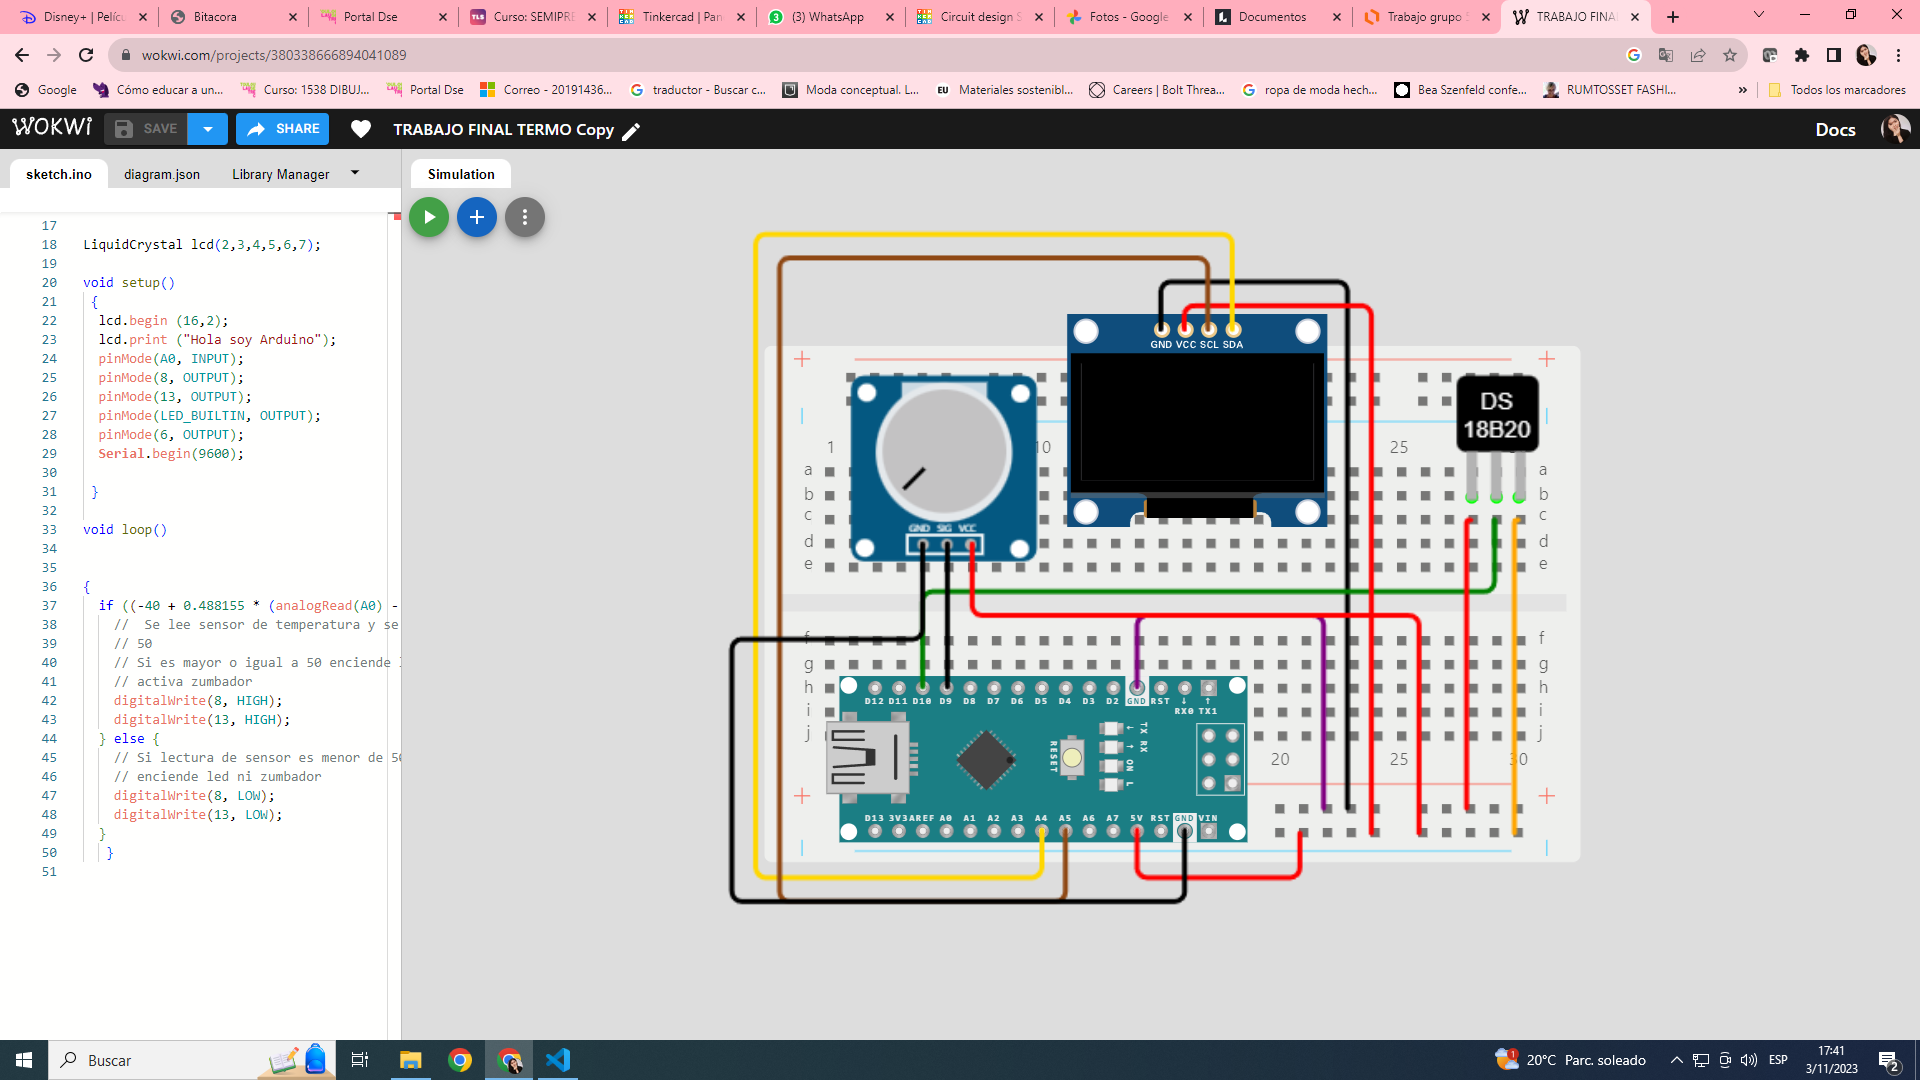 Disney+ | Pelícu
Bitacora
Portal Dse
Curso: SEMIPRE
Tinkercad | Pan
(3) WhatsApp
Circuit design S
Fotos - Google
Documentos
Trabajo grupo S
TRABAJO FINA
wokwi.com/projects/380338666894041089
Google
Cómo educar a un...
Curso: 1538 DIBUJ...
Portal Dse
Correo - 20191436...
traductor - Buscar c...
Moda conceptual. L...
EU Materiales sostenibl...
Careers | Bolt Threa...
ropa de moda hech...
Bea Szenfeld confe...
RUMTOSSET FASHI...
»
Todos los marcadores
WOKWI
SAVE
SHARE
TRABAJO FINAL TERMO Copy
Docs
sketch.ino
diagram.json
Library Manager
Simulation
17
18 LiquidCrystal lcd(2,3,4,5,6,7);
19
20 void setup()
21 {
22 lcd.begin (16,2);
23 lcd.print ("Hola soy Arduino");
24 pinMode(A0, INPUT);
25 pinMode(8, OUTPUT);
26 pinMode(13, OUTPUT);
27 pinMode(LED_BUILTIN, OUTPUT);
28 pinMode(6, OUTPUT);
29 Serial.begin(9600);
30
31 }
32
33 void loop()
34
35
36 {
37 if ((-40 + 0.488155 * (analogRead(A0) -
38 // Se lee sensor de temperatura y se
39 // 50
40 // Si es mayor o igual a 50 enciende
41 // activa zumbador
42 digitalWrite(8, HIGH);
43 digitalWrite(13, HIGH);
44 } else {
45 // Si lectura de sensor es menor de 50
46 // enciende led ni zumbador
47 digitalWrite(8, LOW);
48 digitalWrite(13, LOW);
49 }
50 }
51
GND VCC SCL SDA
DS
18B20
1 10 25
a a
b b
c c
d d
e e
GND SIG VCC
f f
g g
h h
i i
j j
D12 D11 D10 D9 D8 D7 D6 D5 D4 D3 D2 GND RST
RX0 TX1
RESET
TX
RX
ON
L
20 25 30
D13 3V3 AREF A0 A1 A2 A3 A4 A5 A6 A7 5V RST GND VIN
Buscar
1
20°C Parc. soleado
ESP
17:41
3/11/2023
2